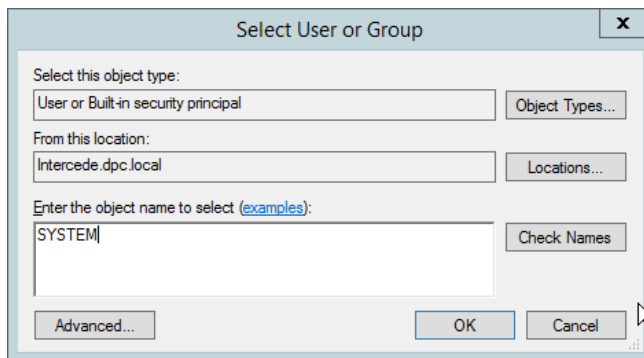 Select User or Group
x
Select this object type:
User or Built-in security principal
Object Types...
From this location:
Intercede.dpc.local
Locations...
Enter the object name to select (examples):
SYSTEM
Check Names
Advanced...
OK
Cancel